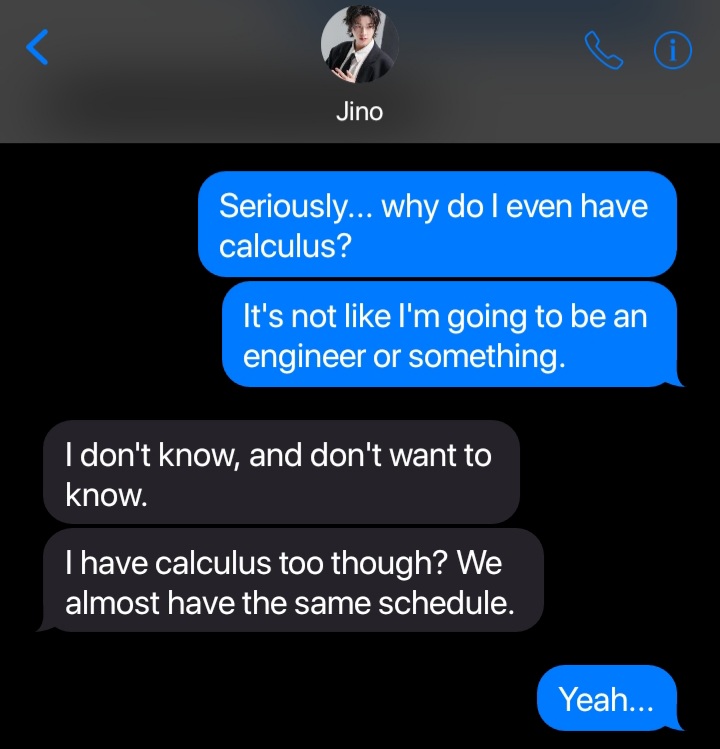 Jino
Seriously... why do I even have
calculus?
It's not like I'm going to be an
engineer or something.
I don't know, and don't want to
know.
I have calculus too though? We
almost have the same schedule.
Yeah...